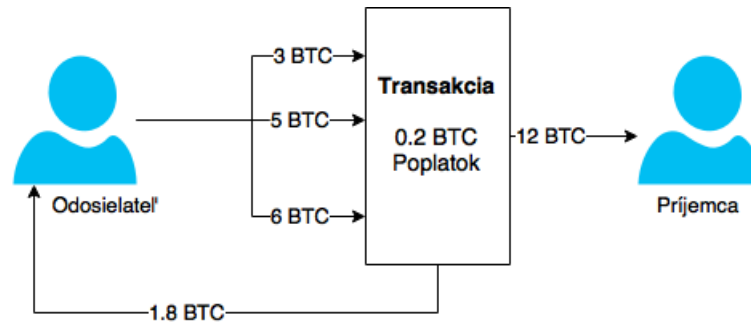 3 BTC
Transakcia
5 BTC
0.2 BTC
Poplatok
12 BTC
6 BTC
Odosielateľ
Príjemca
1.8 BTC